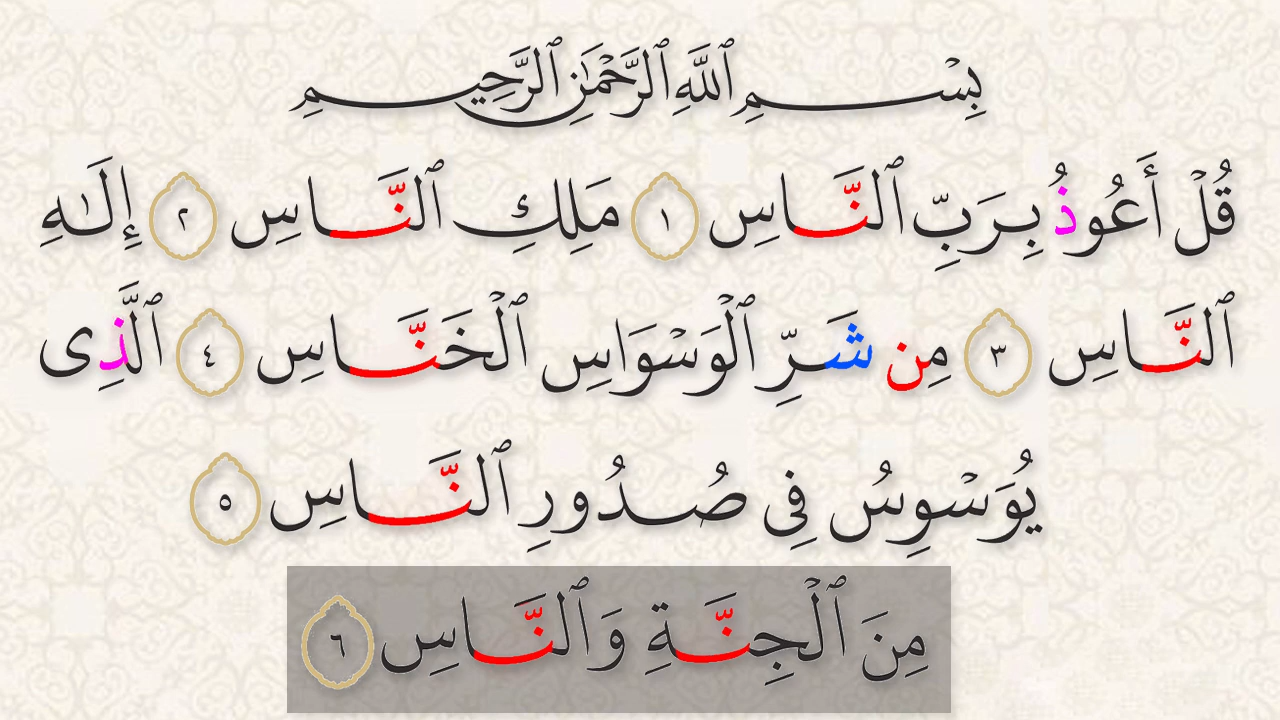 بِسْمِ ٱللَّهِ ٱلرَّحْمَٰنِ ٱلرَّحِيمِ
قُلْ أَعُوذُ بِرَبِّ ٱلنَّاسِ ١ مَلِكِ ٱلنَّاسِ ٢ إِلَٰهِ
ٱلنَّاسِ ٣ مِن شَرِّ ٱلْوَسْوَاسِ ٱلْخَنَّاسِ ٤ ٱلَّذِى
يُوَسْوِسُ فِى صُدُورِ ٱلنَّاسِ ٥
مِنَ ٱلْجِنَّةِ وَٱلنَّاسِ ٦